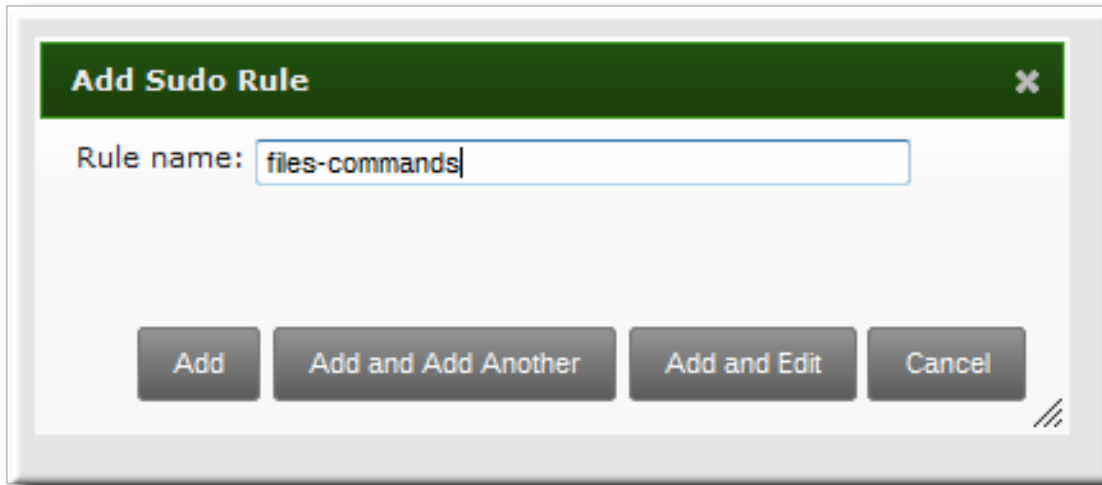 Add Sudo Rule
Rule name: files-commands
Add Add and Add Another Add and Edit Cancel